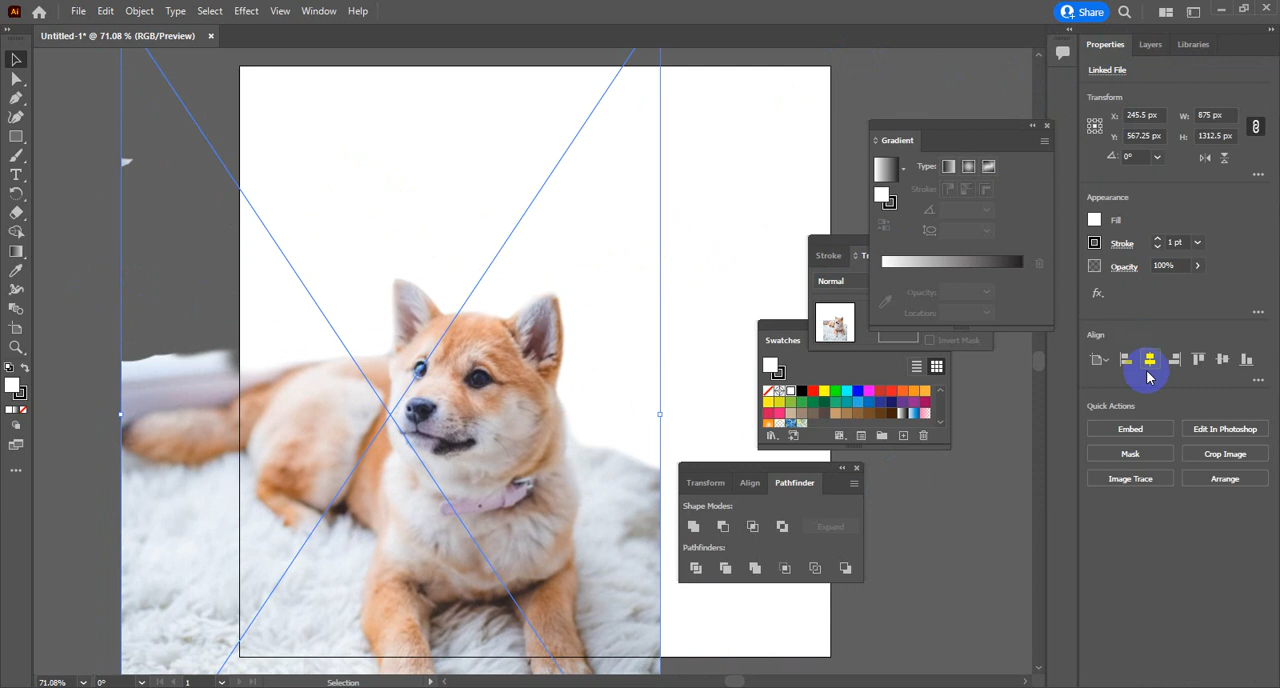 Ai File Edit Object Type Select Effect View Window Help Share
Untitled-1* @ 71.08 % (RGB/Preview) ×
Properties Layers Libraries
Linked File
Transform
X: 245.5 px W: 875 px
Y: 567.25 px H: 1312.5 px
0°
Appearance
Fill
Stroke 1 pt
Opacity 100%
fx.
Align
Quick Actions
Embed Edit In Photoshop
Mask Crop Image
Image Trace Arrange
Gradient
Type:
Stroke:
Opacity:
Location:
Stroke
Normal
Invert Mask
Swatches
Transform Align Pathfinder
Shape Modes:
Expand
Pathfinders:
71.08% 0° 1 Selection